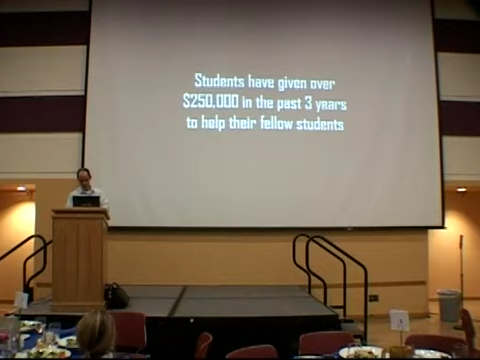 Students have given over
$250,000 in the past 3 years
to help their fellow students